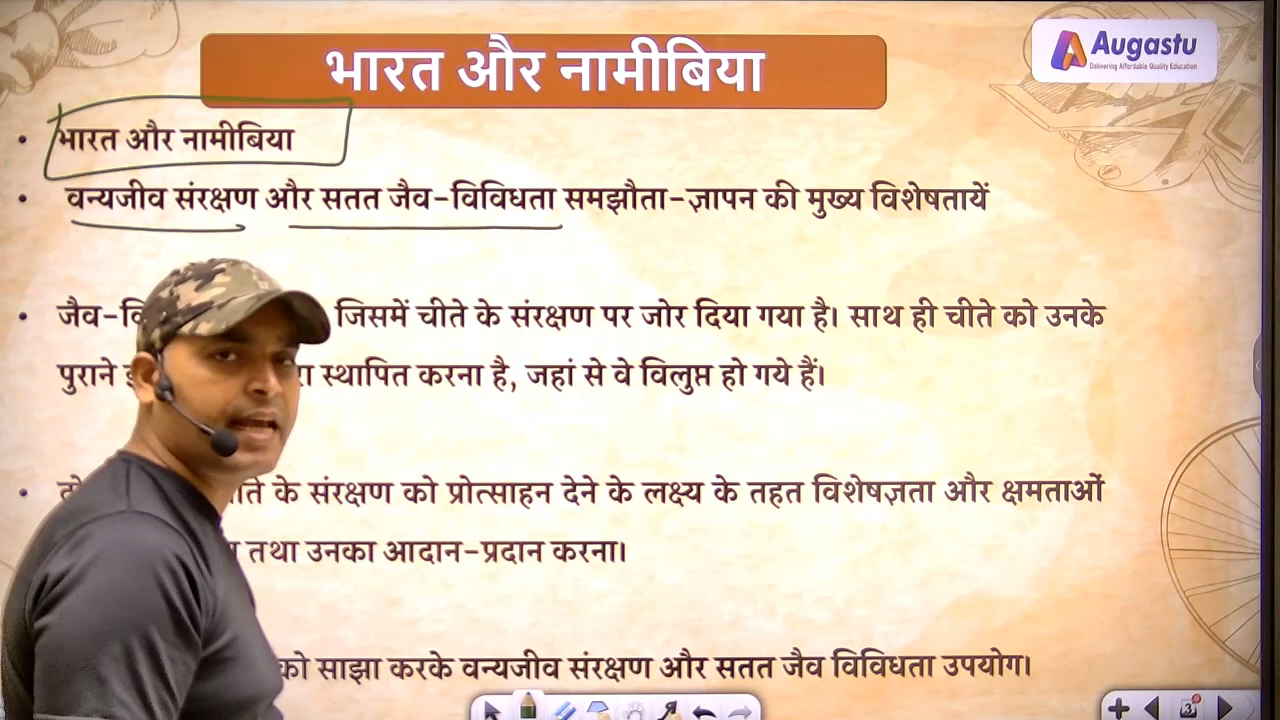 भारत और नामीबिया
Augastu
Delivering Affordable Quality Education
• भारत और नामीबिया
• वन्यजीव संरक्षण और सतत जैव-विविधता समझौता-ज्ञापन की मुख्य विशेषतायें
• जिसमें चीते के संरक्षण पर जोर दिया गया है। साथ ही चीते को उनके
पुराने स्थापित करना है, जहां से वे विलुप्त हो गये हैं।
• के संरक्षण को प्रोत्साहन देने के लक्ष्य के तहत विशेषज्ञता और क्षमताओं
तथा उनका आदान-प्रदान करना।
को साझा करके वन्यजीव संरक्षण और सतत जैव विविधता उपयोग।
3